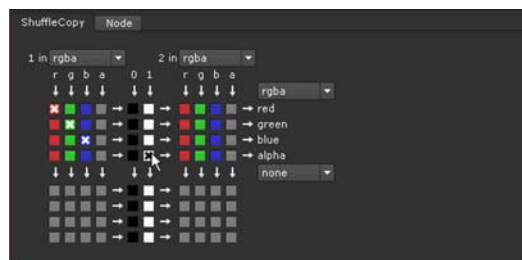 ShuffleCopy Node
1 in rgba 2 in rgba
r g b a 0 1 r g b a
rgba
red
green
blue
alpha
none